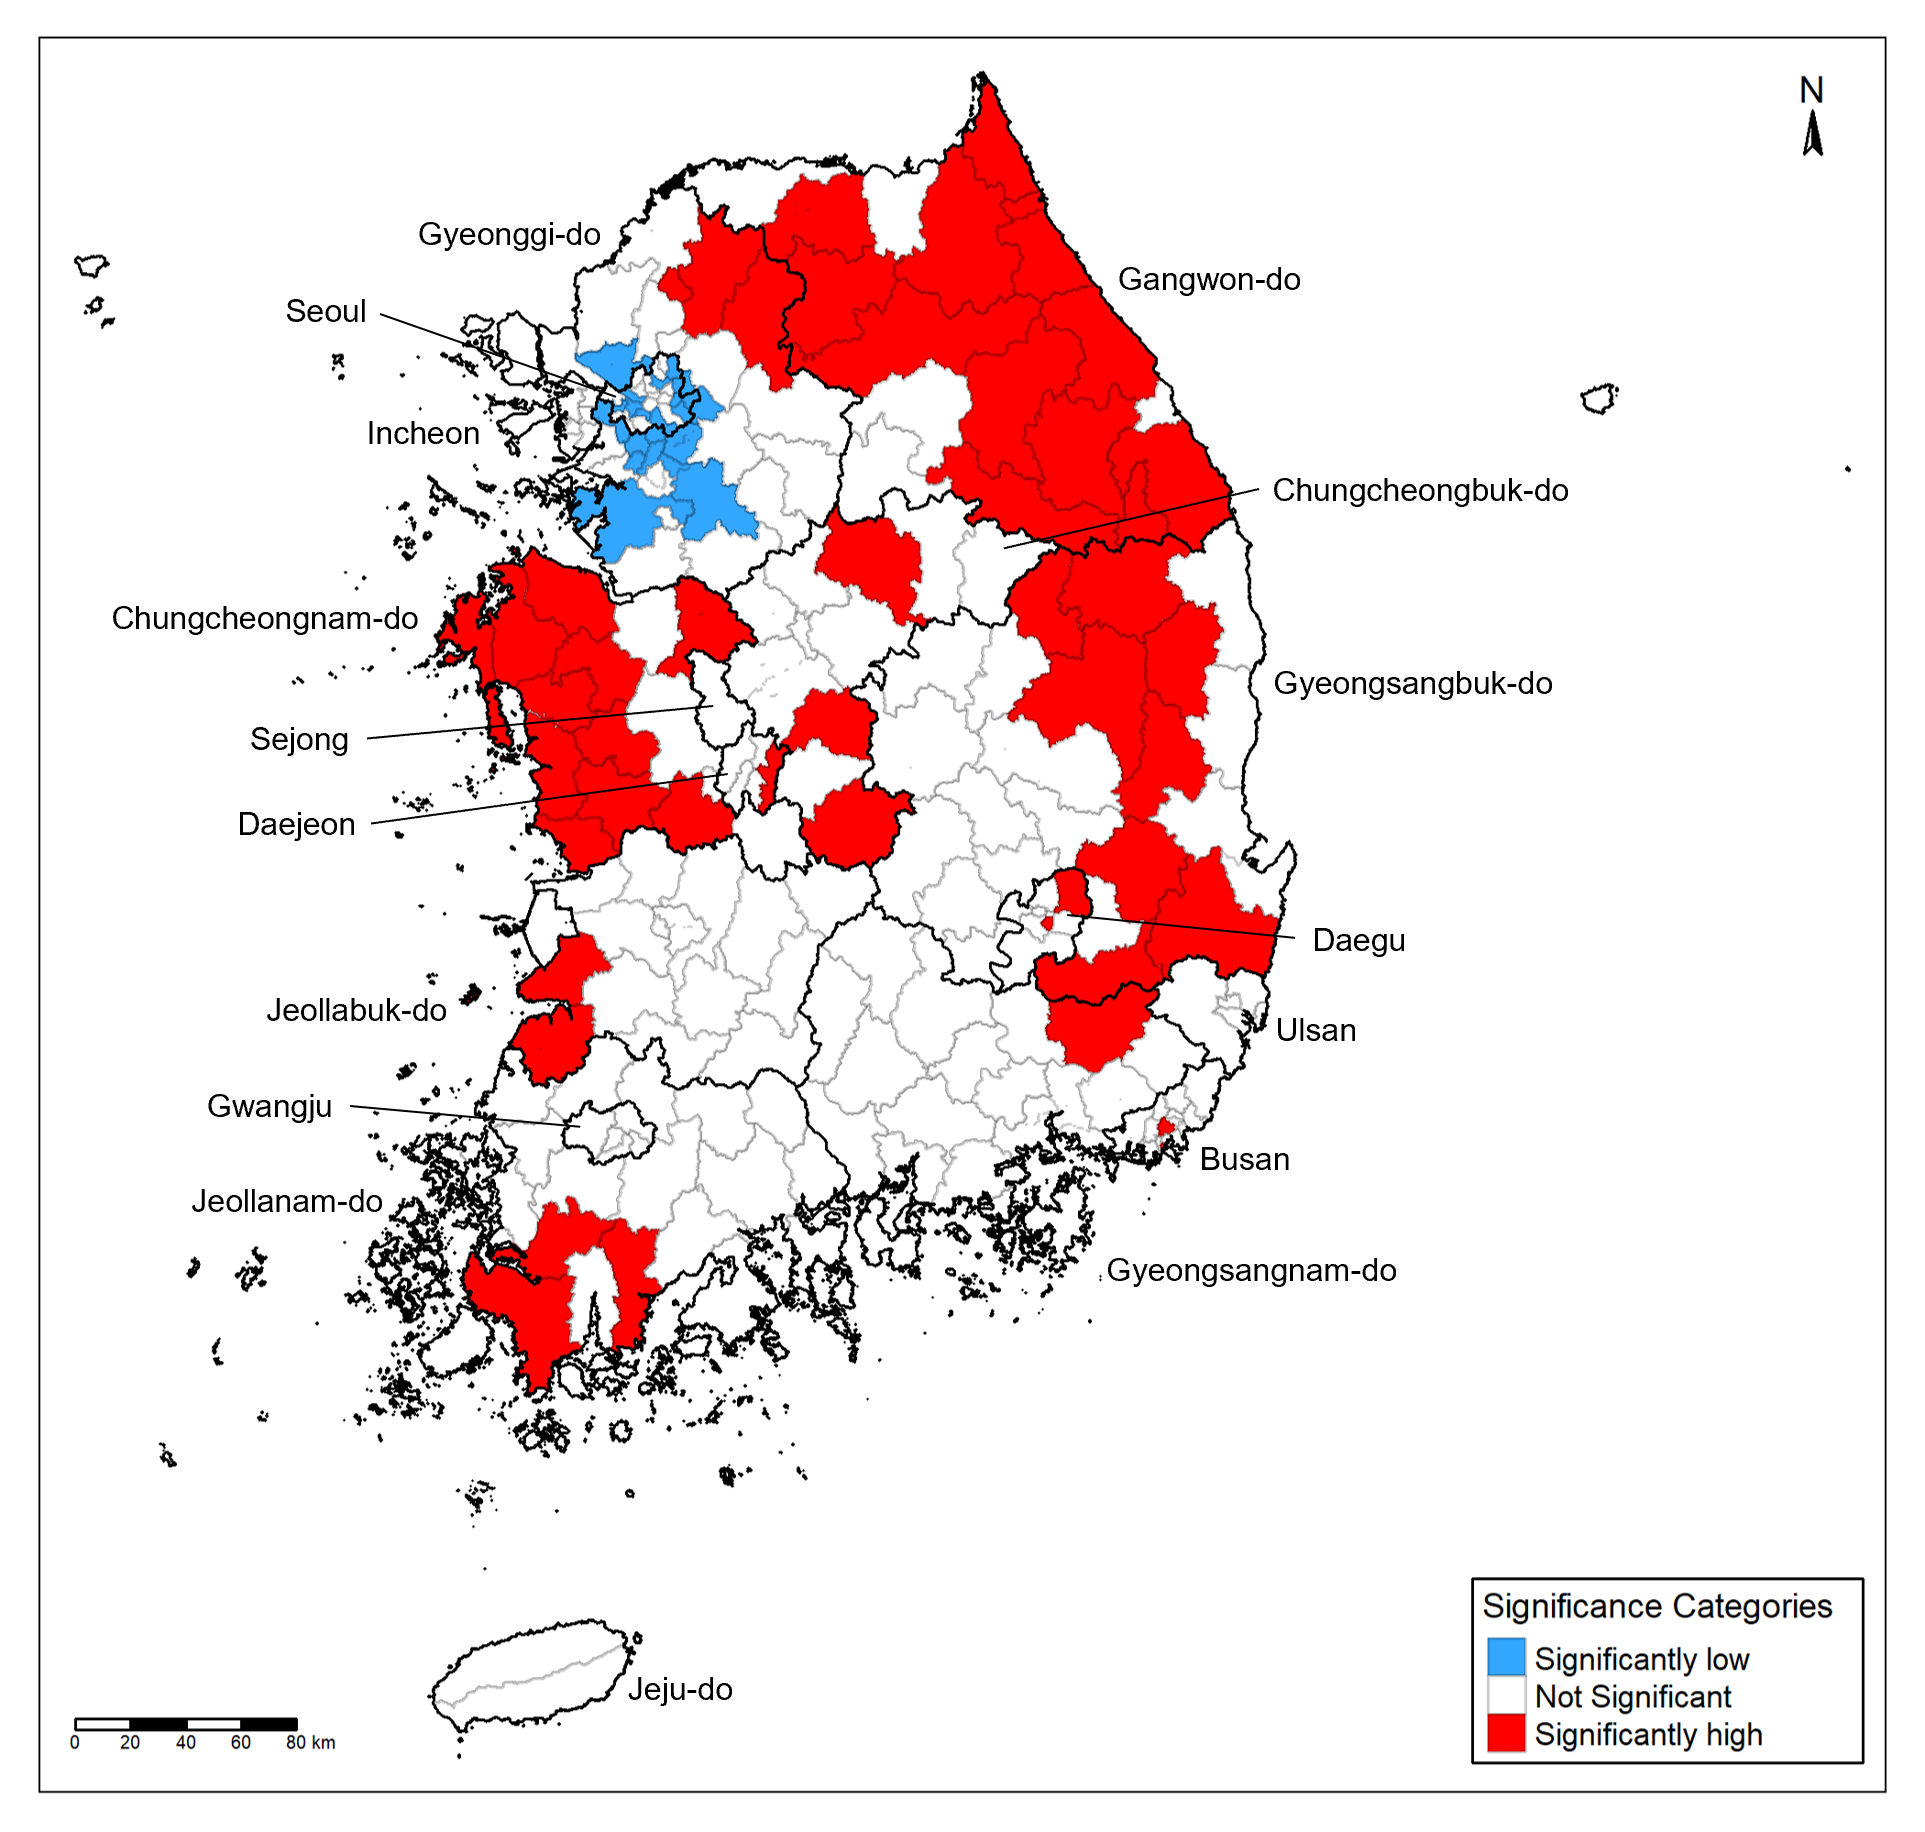 N
Gyeonggi-do
Gangwon-do
Seoul
Incheon
Chungcheongbuk-do
Chungcheongnam-do
Gyeongsangbuk-do
Sejong
Daejeon
Daegu
Jeollabuk-do
Ulsan
Gwangju
Busan
Jeollanam-do
Gyeongsangnam-do
Jeju-do
0 20 40 60 80 km
Significance Categories
Significantly low
Not Significant
Significantly high